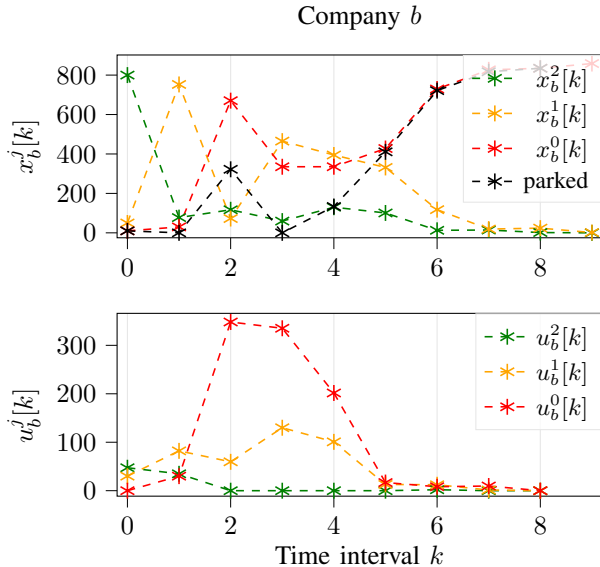 Company b
800
600
400
200
0
x_b^j[k]
x_b^2[k]
x_b^1[k]
x_b^0[k]
parked
0 2 4 6 8
300
200
100
0
u_b^j[k]
u_b^2[k]
u_b^1[k]
u_b^0[k]
0 2 4 6 8
Time interval k